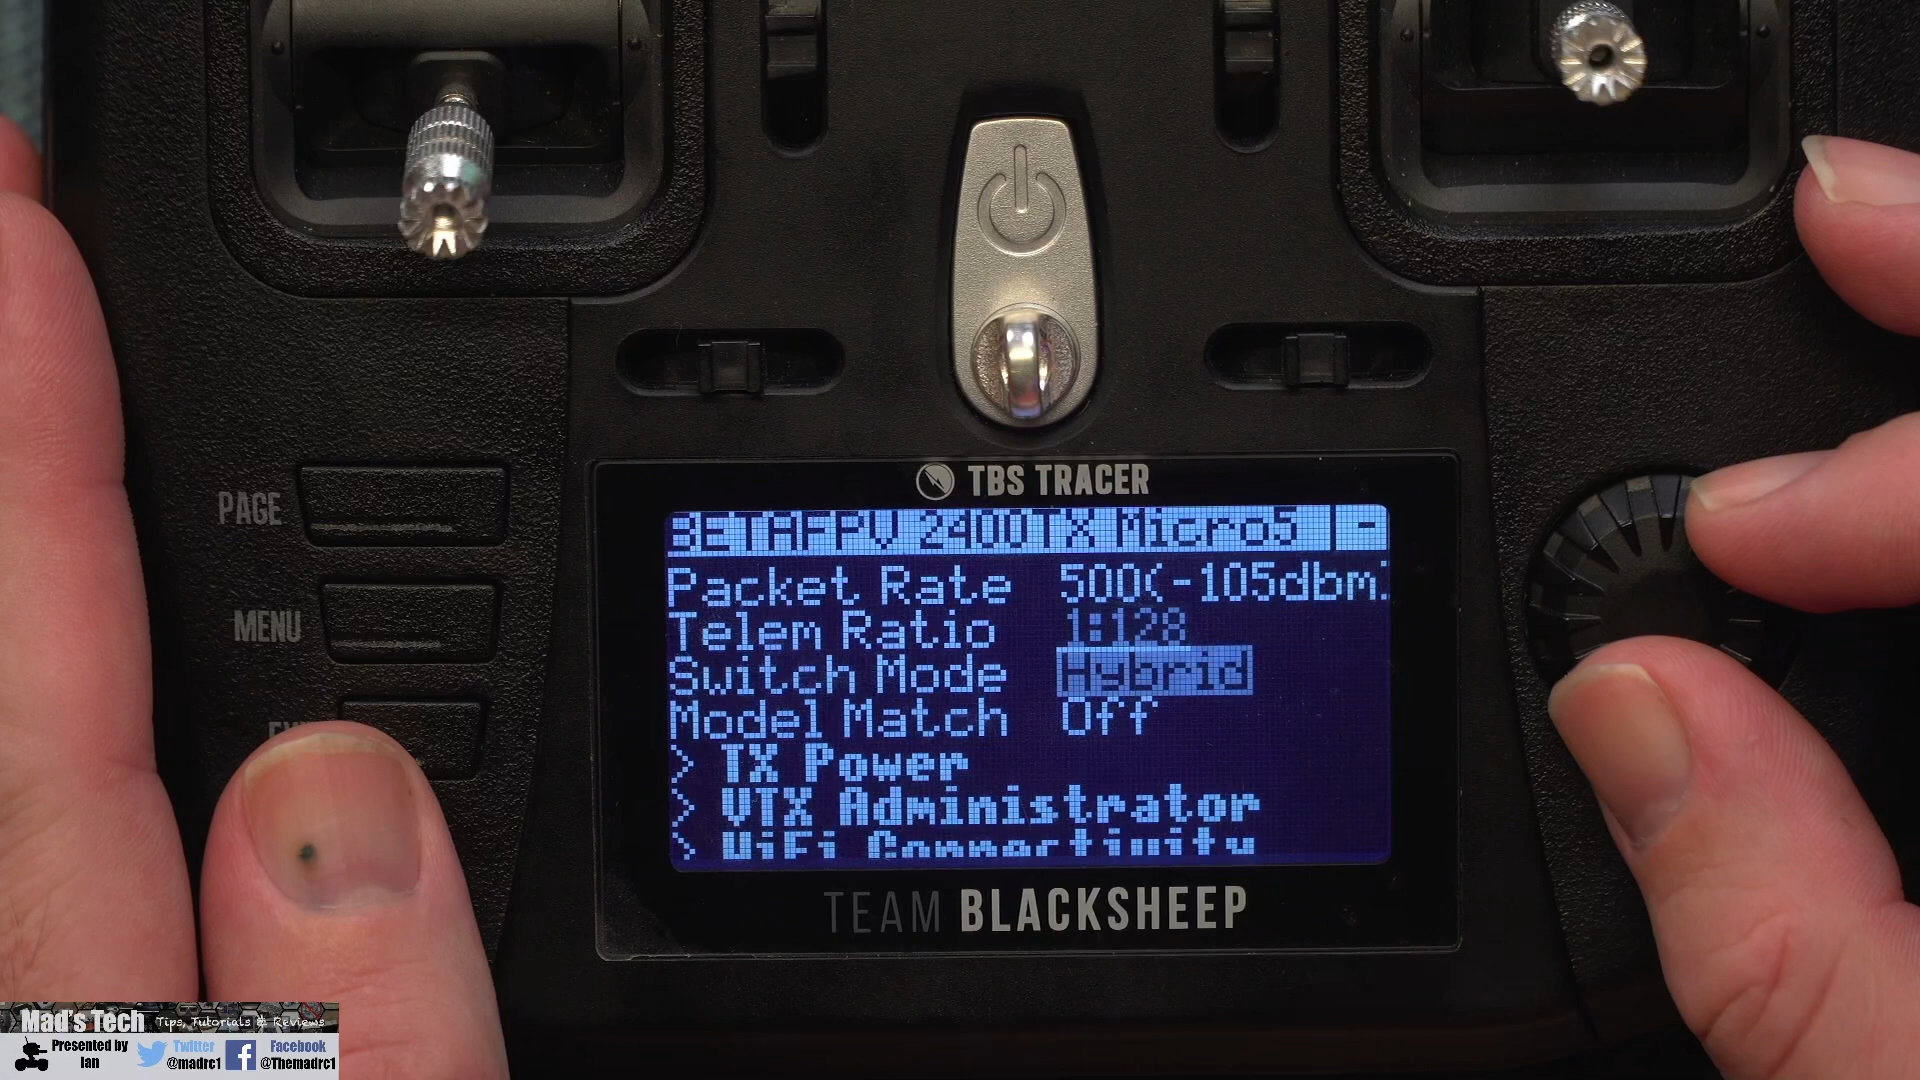 TBS TRACER
BETAFPV 2400TX Micro5 | -
Packet Rate 500(-105dbm)
Telem Ratio 1:128
Switch Mode Hybrid
Model Match Off
> TX Power
> VTX Administrator
> WiFi Connectivity
TEAM BLACKSHEEP
PAGE
MENU
Mad's Tech Tips, Tutorials & Reviews
Presented by Ian
Twitter @madrc1
Facebook @Themadrc1